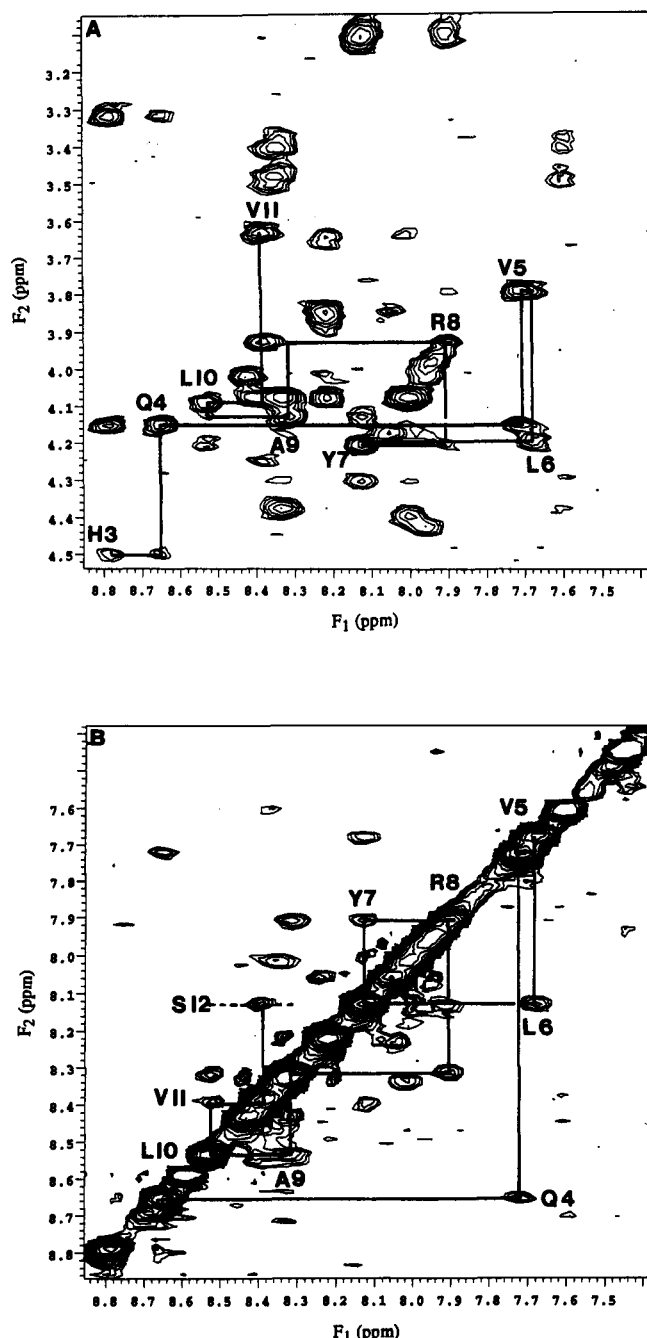 A
3.2
3.3
3.4
3.5
3.6
3.7
3.8
3.9
4.0
4.1
4.2
4.3
4.4
4.5
F2 (ppm)
V11
V5
R8
L10
Q4
A9
Y7
L6
H3
8.8 8.7 8.6 8.5 8.4 8.3 8.2 8.1 8.0 7.9 7.8 7.7 7.6 7.5
F1 (ppm)
B
7.6
7.7
7.8
7.9
8.0
8.1
8.2
8.3
8.4
8.5
8.6
8.7
8.8
F2 (ppm)
V5
R8
Y7
S12
L6
V11
L10
A9
Q4
8.8 8.7 8.6 8.5 8.4 8.3 8.2 8.1 8.0 7.9 7.8 7.7 7.6 7.5
F1 (ppm)